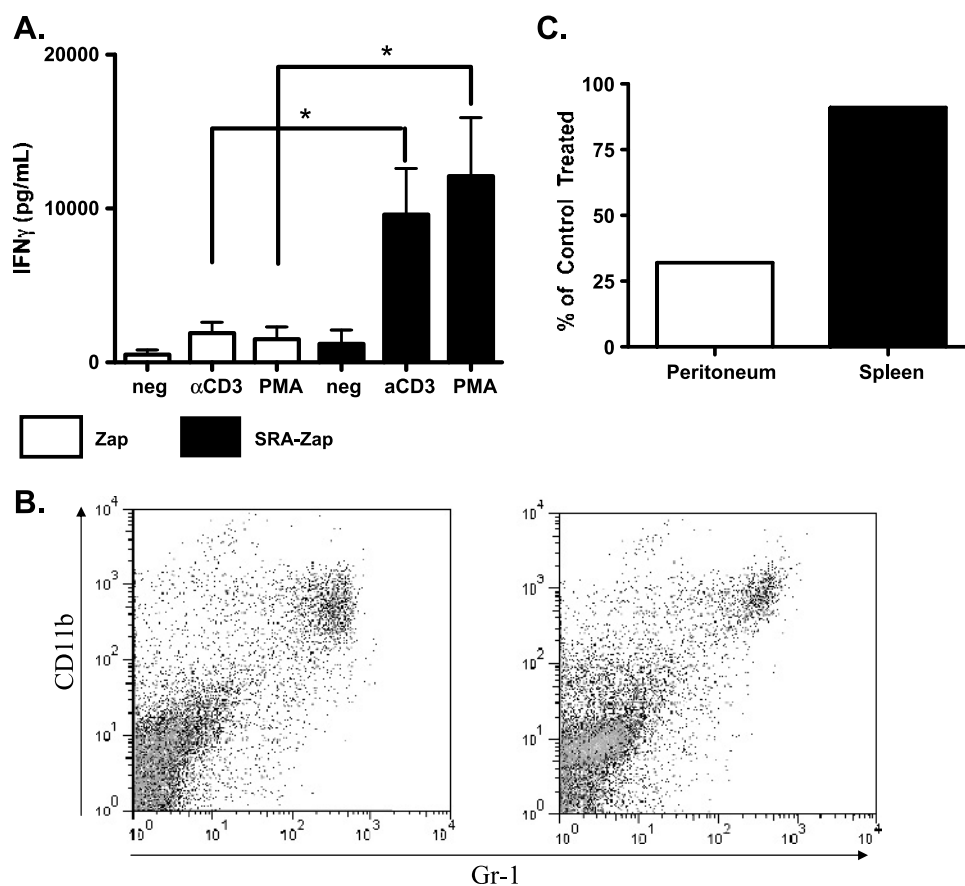 A.
20000
10000
0
IFNγ (pg/mL)
*
*
neg αCD3 PMA neg aCD3 PMA
Zap SRA-Zap
C.
100
75
50
25
0
% of Control Treated
Peritoneum Spleen
B.
CD11b
10⁴
10³
10²
10¹
10⁰
10⁰ 10¹ 10² 10³ 10⁴
10⁴
10³
10²
10¹
10⁰
10⁰ 10¹ 10² 10³ 10⁴
Gr-1